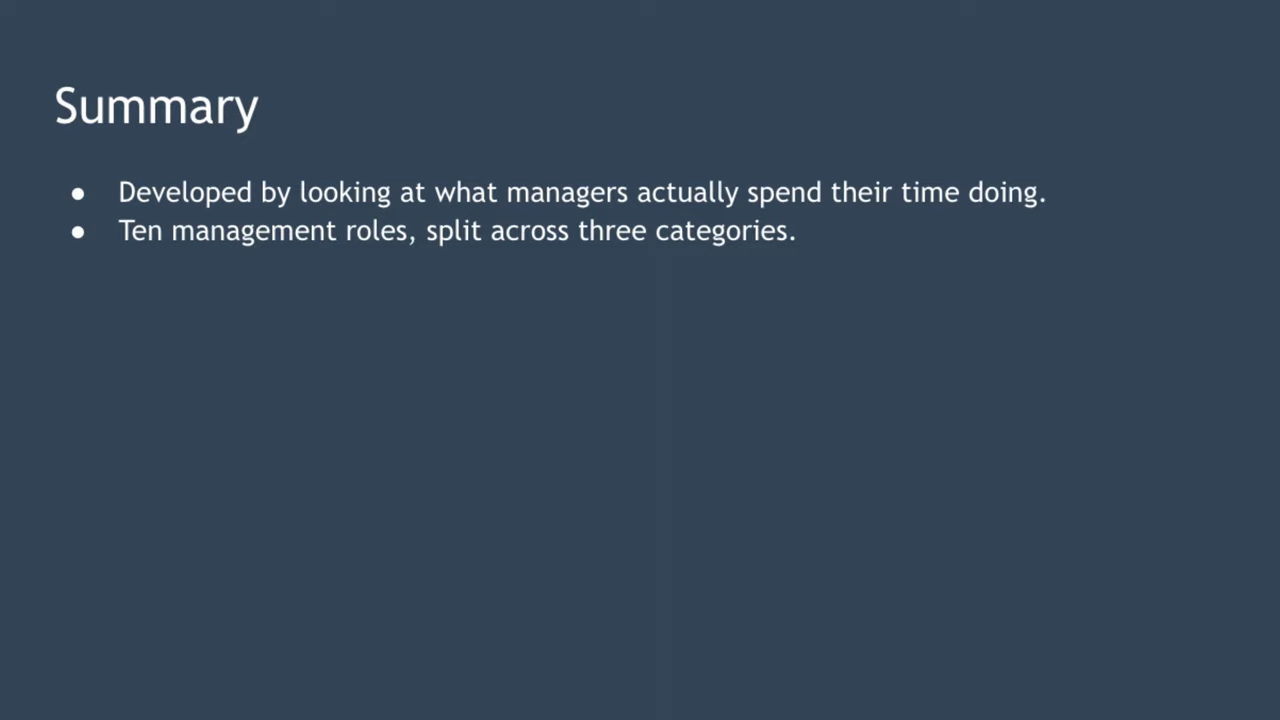 Summary
● Developed by looking at what managers actually spend their time doing.
● Ten management roles, split across three categories.